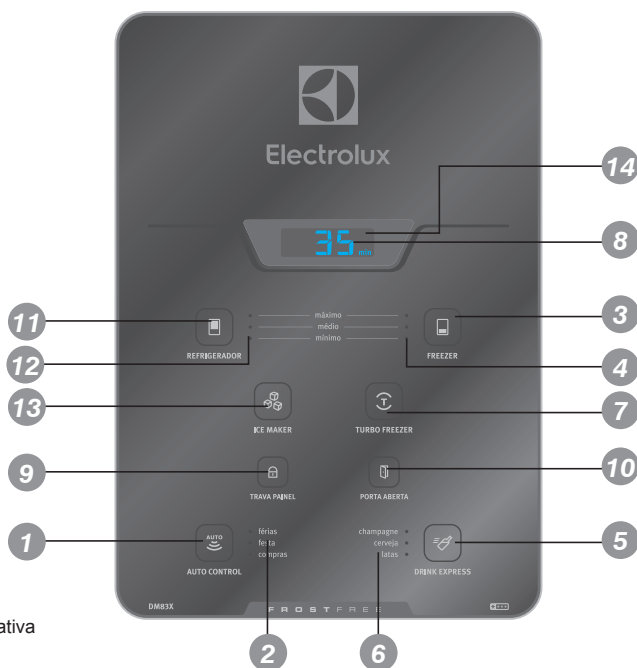 Electrolux
14
35 min
8
11
máximo
médio
mínimo
3
REFRIGERADOR
FREEZER
12
4
13
T
7
ICE MAKER
TURBO FREEZER
9
10
TRAVA PAINEL
PORTA ABERTA
1
AUTO
férias
festa
compras
champagne
cerveja
latas
5
AUTO CONTROL
DRINK EXPRESS
DM83X
FROSTFREE
ativa
2
6